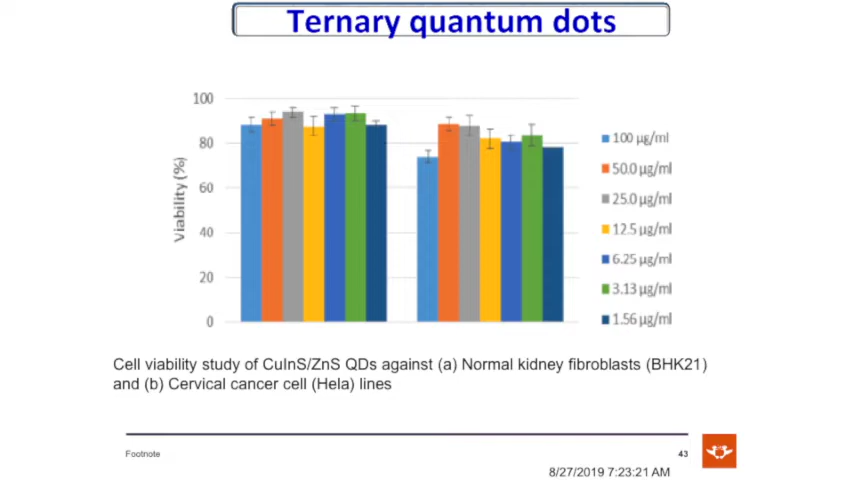 Ternary quantum dots
100
80
60
40
20
0
Viability (%)
100 µg/ml
50.0 µg/ml
25.0 µg/ml
12.5 µg/ml
6.25 µg/ml
3.13 µg/ml
1.56 µg/ml
Cell viability study of CuInS/ZnS QDs against (a) Normal kidney fibroblasts (BHK21)
and (b) Cervical cancer cell (Hela) lines
Footnote
43
8/27/2019 7:23:21 AM